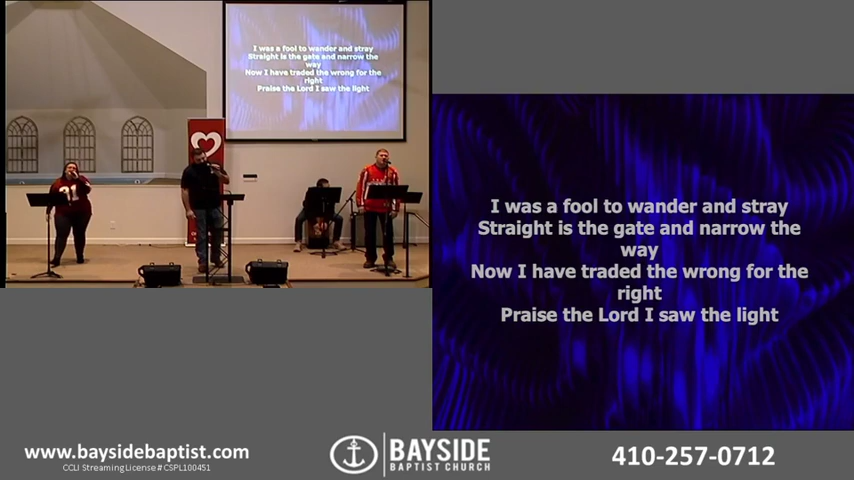 I was a fool to wander and stray
Straight is the gate and narrow the
way
Now I have traded the wrong for the
right
Praise the Lord I saw the light
31
I was a fool to wander and stray
Straight is the gate and narrow the
way
Now I have traded the wrong for the
right
Praise the Lord I saw the light
www.baysidebaptist.com
CCLI Streaming License # CSPL100451
BAYSIDE
BAPTIST CHURCH
410-257-0712